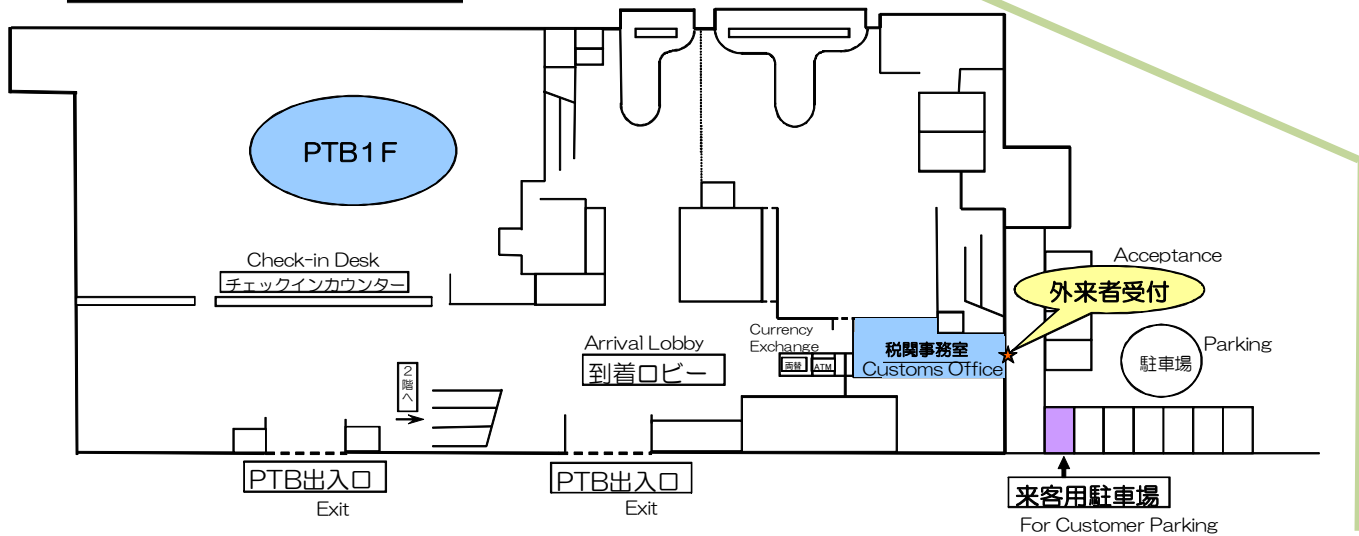 PTB1F
Check-in Desk
チェックインカウンター
Acceptance
外来者受付
Currency
Exchange
Arrival Lobby
到着ロビー
両替
ATM
税関事務室
Customs Office
Parking
駐車場
2階へ
PTB出入口
Exit
PTB出入口
Exit
来客用駐車場
For Customer Parking